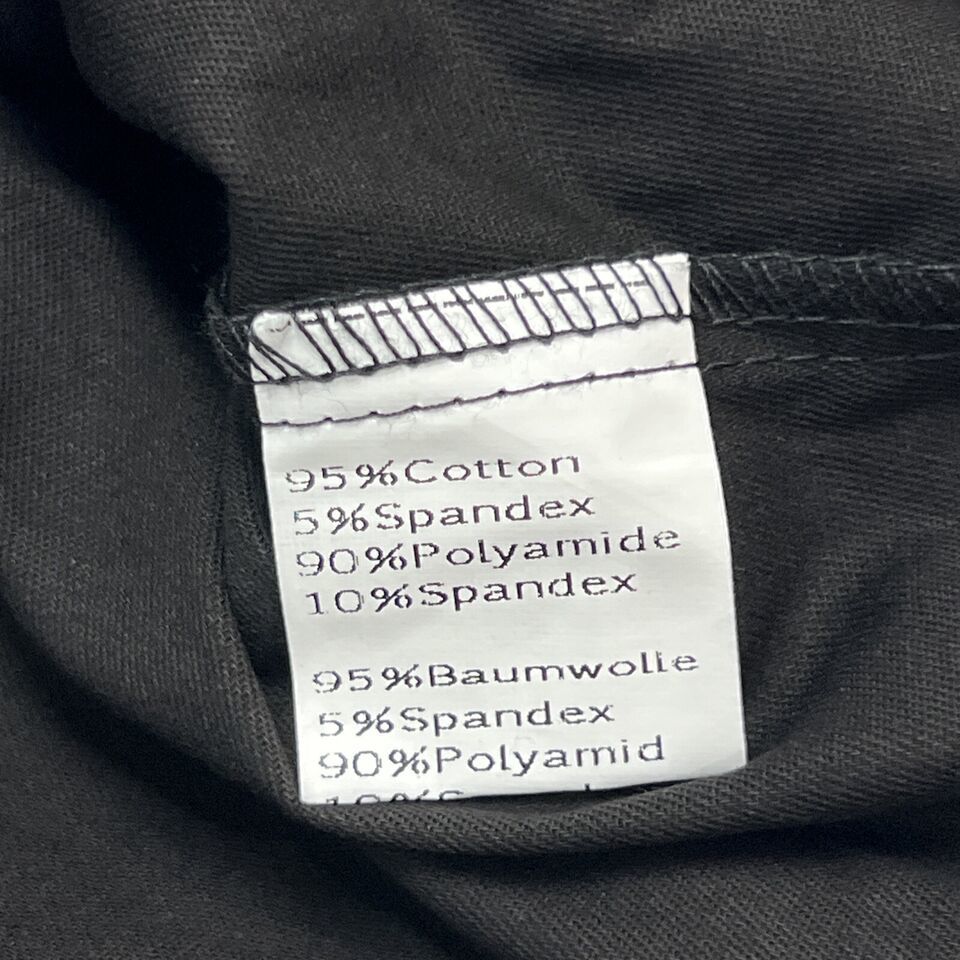 95%Cotton
5%Spandex
90%Polyamide
10%Spandex
95%Baumwolle
5%Spandex
90%Polyamid